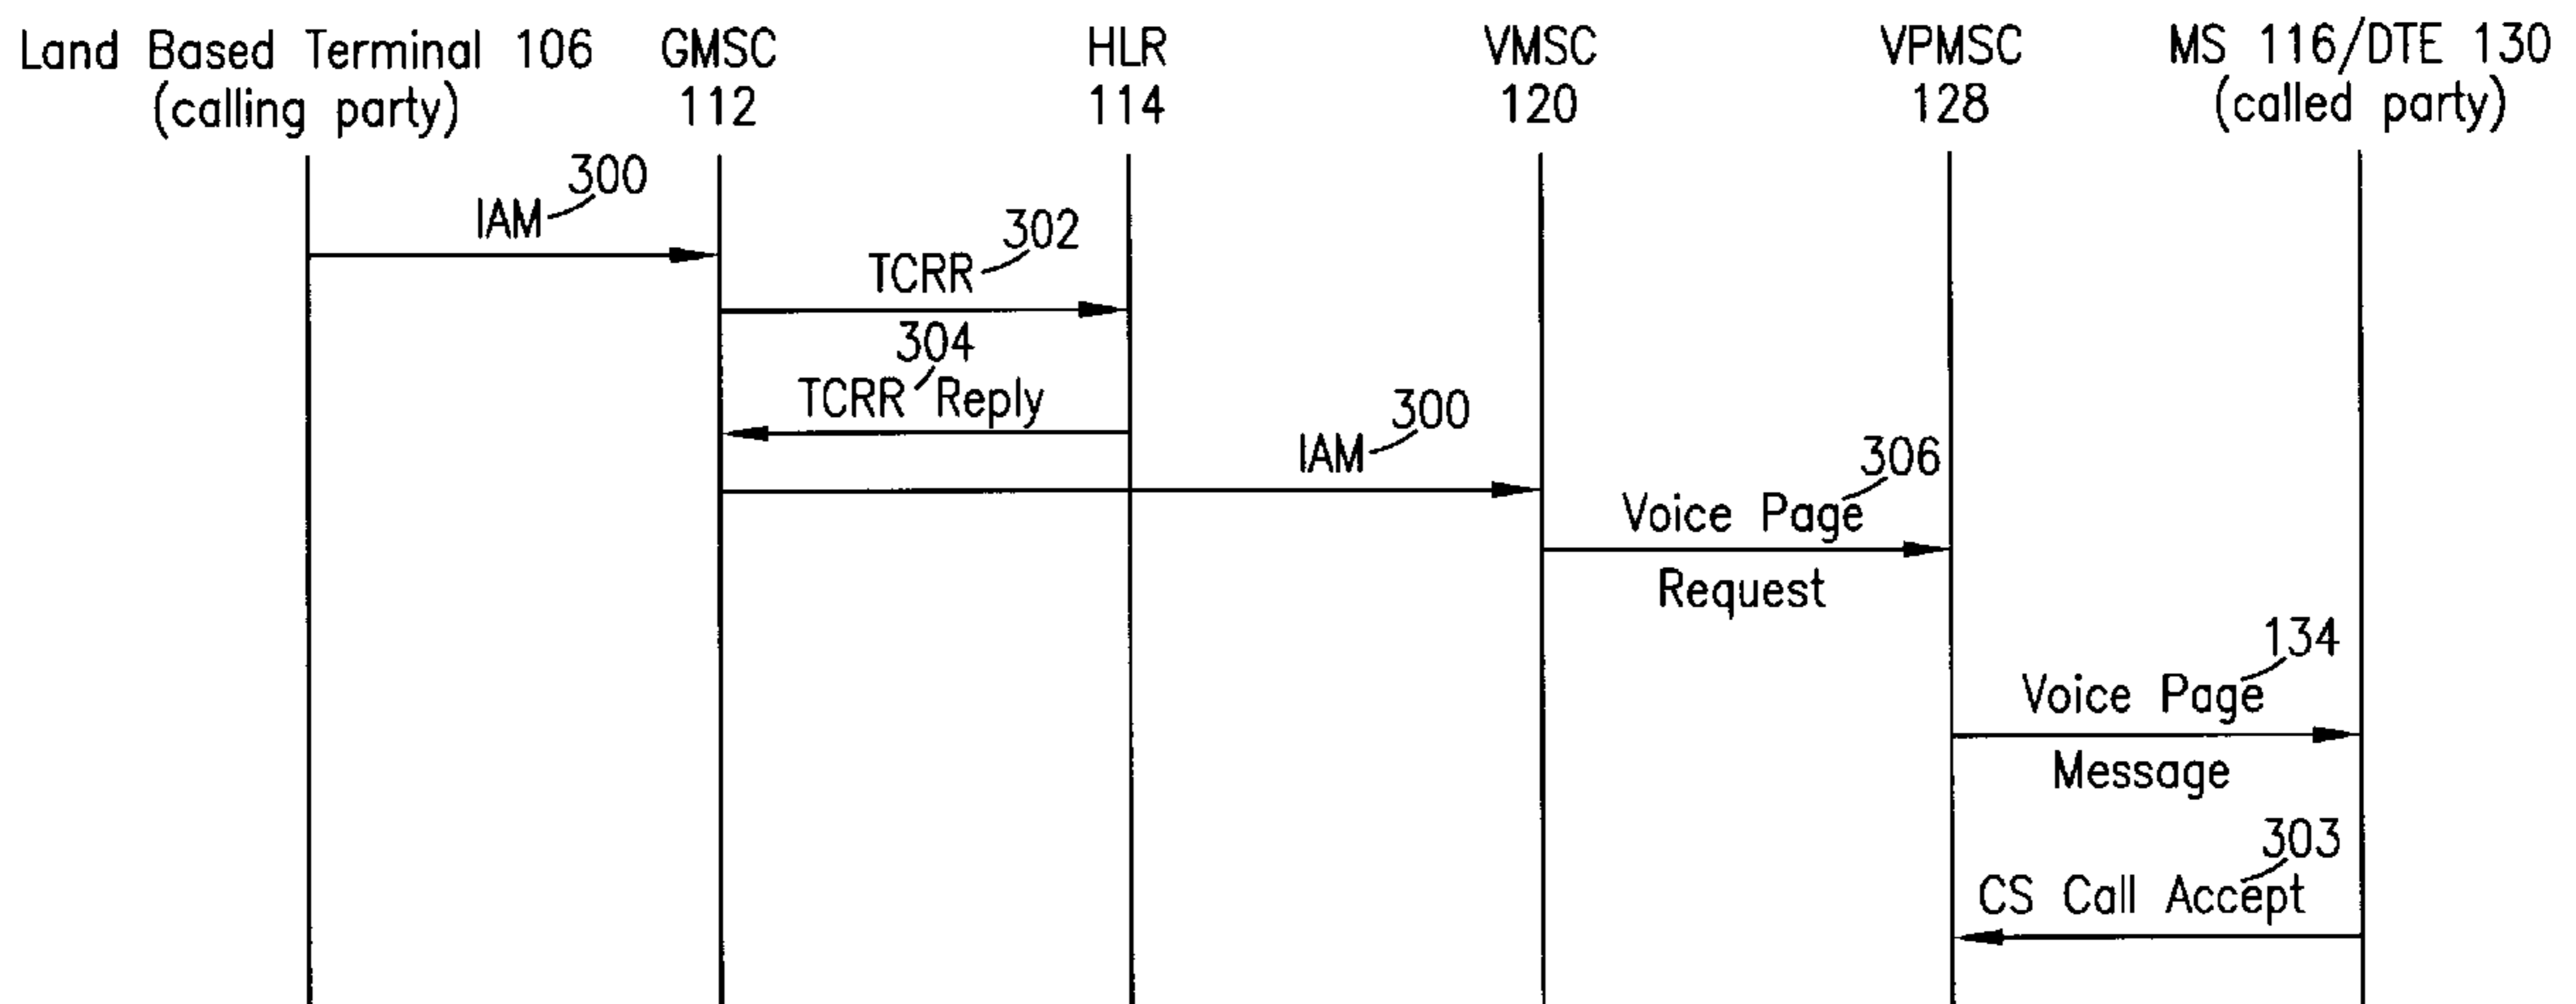 Land Based Terminal 106
(calling party)
GMSC
112
HLR
114
VMSC
120
VPMSC
128
MS 116/DTE 130
(called party)
300
IAM
302
TCRR
304
TCRR Reply
300
IAM
306
Voice Page
Request
134
Voice Page
Message
303
CS Call Accept